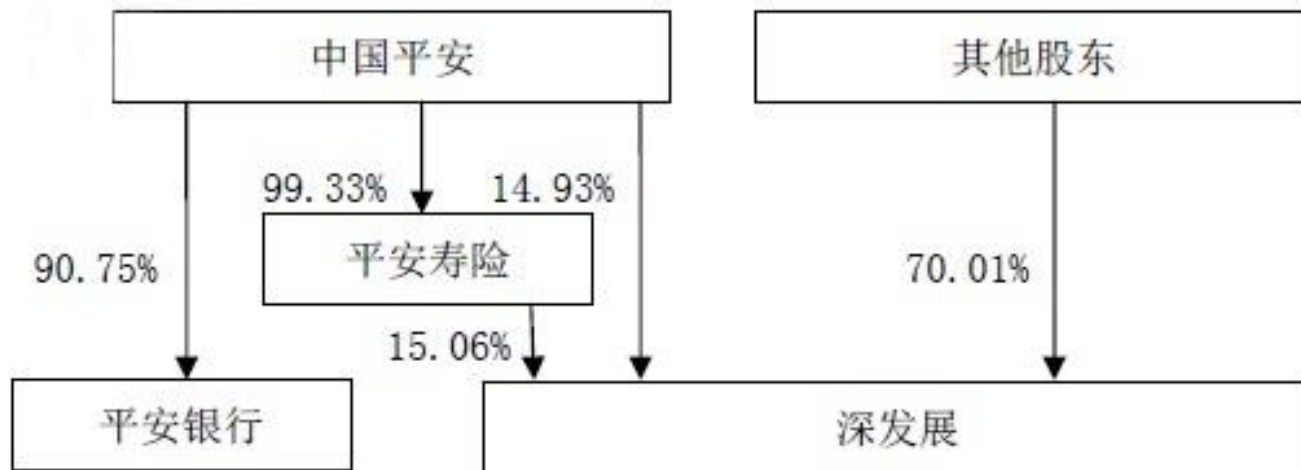 中国平安
其他股东
99.33%
14.93%
平安寿险
90.75%
70.01%
15.06%
平安银行
深发展